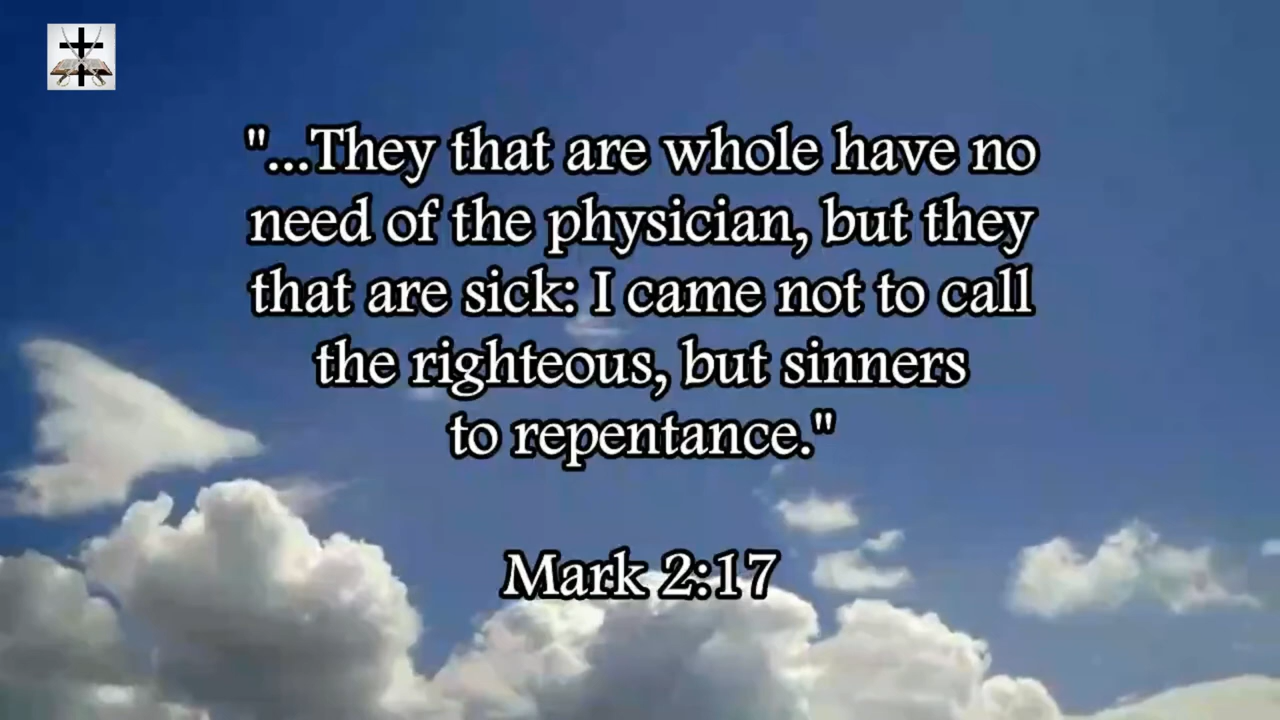 "...They that are whole have no
need of the physician, but they
that are sick: I came not to call
the righteous, but sinners
to repentance."
Mark 2:17